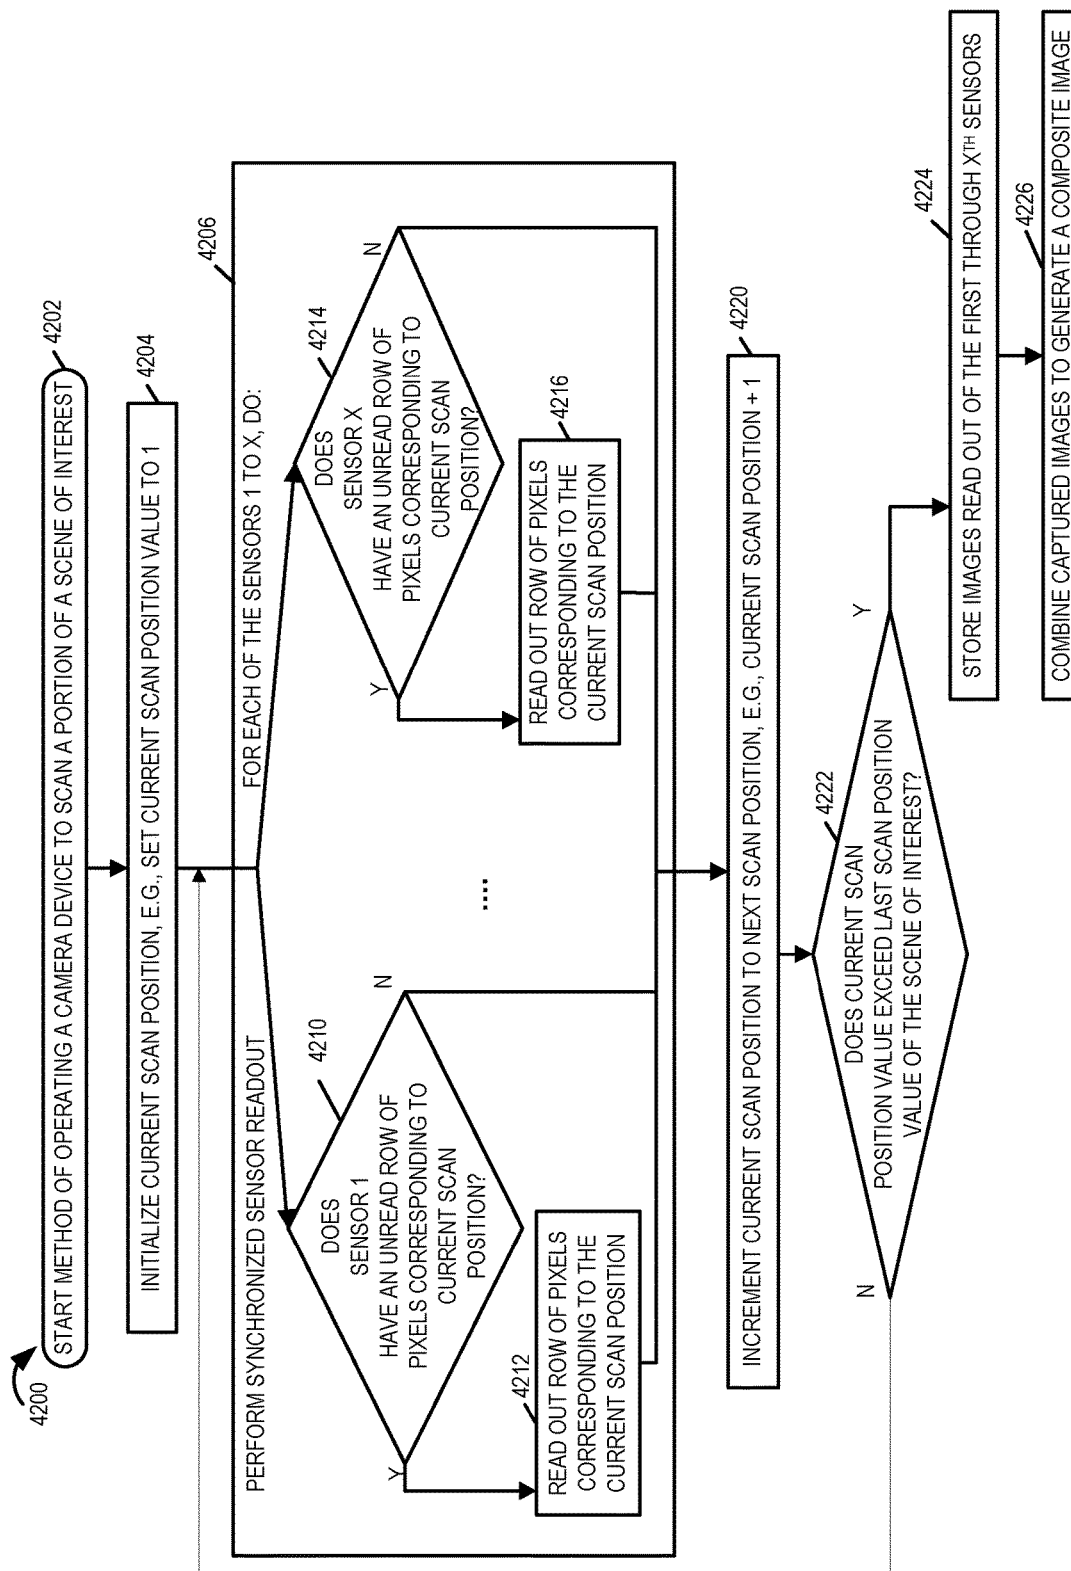 4200
START METHOD OF OPERATING A CAMERA DEVICE TO SCAN A PORTION OF A SCENE OF INTEREST
4202
INITIALIZE CURRENT SCAN POSITION, E.G., SET CURRENT SCAN POSITION VALUE TO 1
4204
4206
PERFORM SYNCHRONIZED SENSOR READOUT
FOR EACH OF THE SENSORS 1 TO X, DO:
4210
DOES
SENSOR 1
HAVE AN UNREAD ROW OF
PIXELS CORRESPONDING TO
CURRENT SCAN
POSITION?
Y
N
4212
READ OUT ROW OF PIXELS
CORRESPONDING TO THE
CURRENT SCAN POSITION
....
4214
DOES
SENSOR X
HAVE AN UNREAD ROW OF
PIXELS CORRESPONDING TO
CURRENT SCAN
POSITION?
Y
N
4216
READ OUT ROW OF PIXELS
CORRESPONDING TO THE
CURRENT SCAN POSITION
4220
INCREMENT CURRENT SCAN POSITION TO NEXT SCAN POSITION, E.G., CURRENT SCAN POSITION + 1
4222
DOES CURRENT SCAN
POSITION VALUE EXCEED LAST SCAN POSITION
VALUE OF THE SCENE OF INTEREST?
N
Y
4224
STORE IMAGES READ OUT OF THE FIRST THROUGH XTH SENSORS
4226
COMBINE CAPTURED IMAGES TO GENERATE A COMPOSITE IMAGE